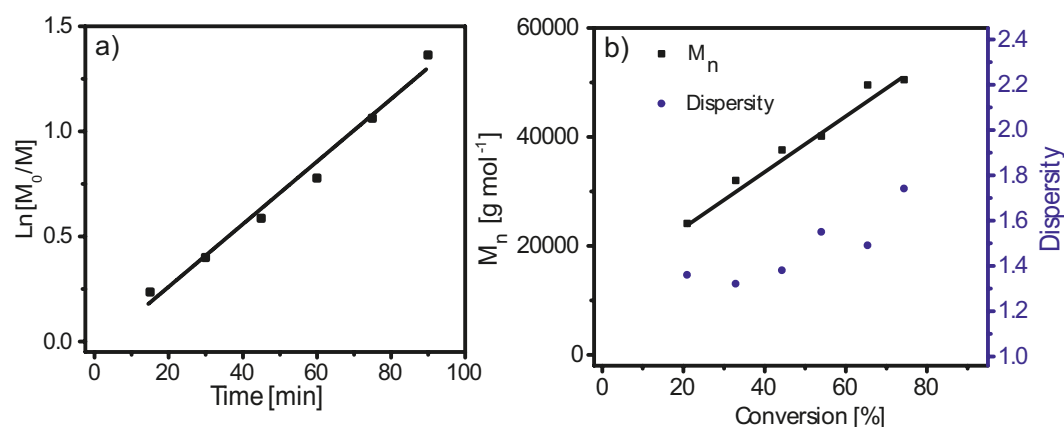 a)
1.5
1.0
0.5
0.0
Ln[M₀/M]
0 20 40 60 80 100
Time [min]
b)
60000
40000
20000
0
Mₙ [g mol⁻¹]
Mₙ
Dispersity
2.4
2.2
2.0
1.8
1.6
1.4
1.2
1.0
Dispersity
0 20 40 60 80
Conversion [%]